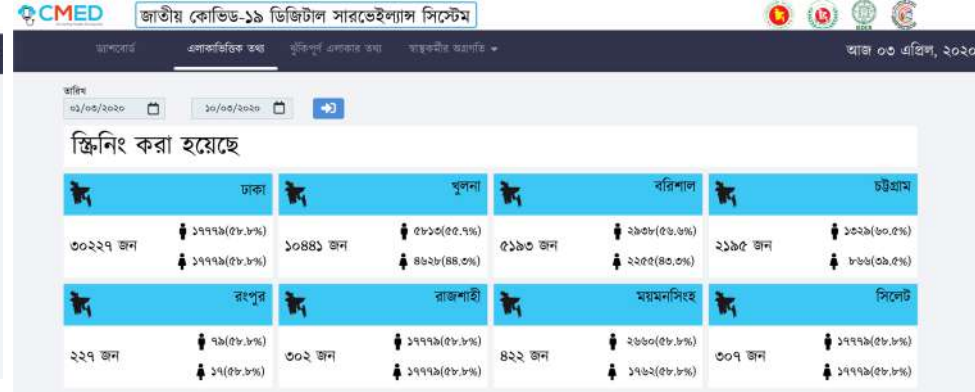 CMED
জাতীয় কোভিড-১৯ ডিজিটাল সারভেইল্যান্স সিস্টেম
ড্যাশবোর্ড এলাকাভিত্তিক তথ্য ঝুঁকিপূর্ণ এলাকার তথ্য স্বাস্থ্যকর্মীর অগ্রগতি
আজ ০৩ এপ্রিল, ২০২০
তারিখ
০১/০৩/২০২০ ১০/০৩/২০২০
স্ক্রিনিং করা হয়েছে
ঢাকা খুলনা বরিশাল চট্টগ্রাম
১৭৭৭৯(৫৮.৮%) ৫৮১৩(৫৫.৭%) ২৯৩৮(৫৬.৬%) ১৩২৯(৬০.৫%)
৩০২২৭ জন ১০৪৪১ জন ৫১৯৩ জন ২১৯৫ জন
১৭৭৭৯(৫৮.৮%) ৪৬২৮(৪৪.৩%) ২২৫৫(৪৩.৩%) ৮৬৬(৩৯.৫%)
রংপুর রাজশাহী ময়মনসিংহ সিলেট
৭৯(৫৮.৮%) ১৭৭৭৯(৫৮.৮%) ২৬৬০(৫৮.৮%) ১৭৭৭৯(৫৮.৮%)
২২৭ জন ৩০২ জন ৪২২ জন ৩০৭ জন
১৭(৫৮.৮%) ১৭৭৭৯(৫৮.৮%) ১৭৬২(৫৮.৮%) ১৭৭৭৯(৫৮.৮%)